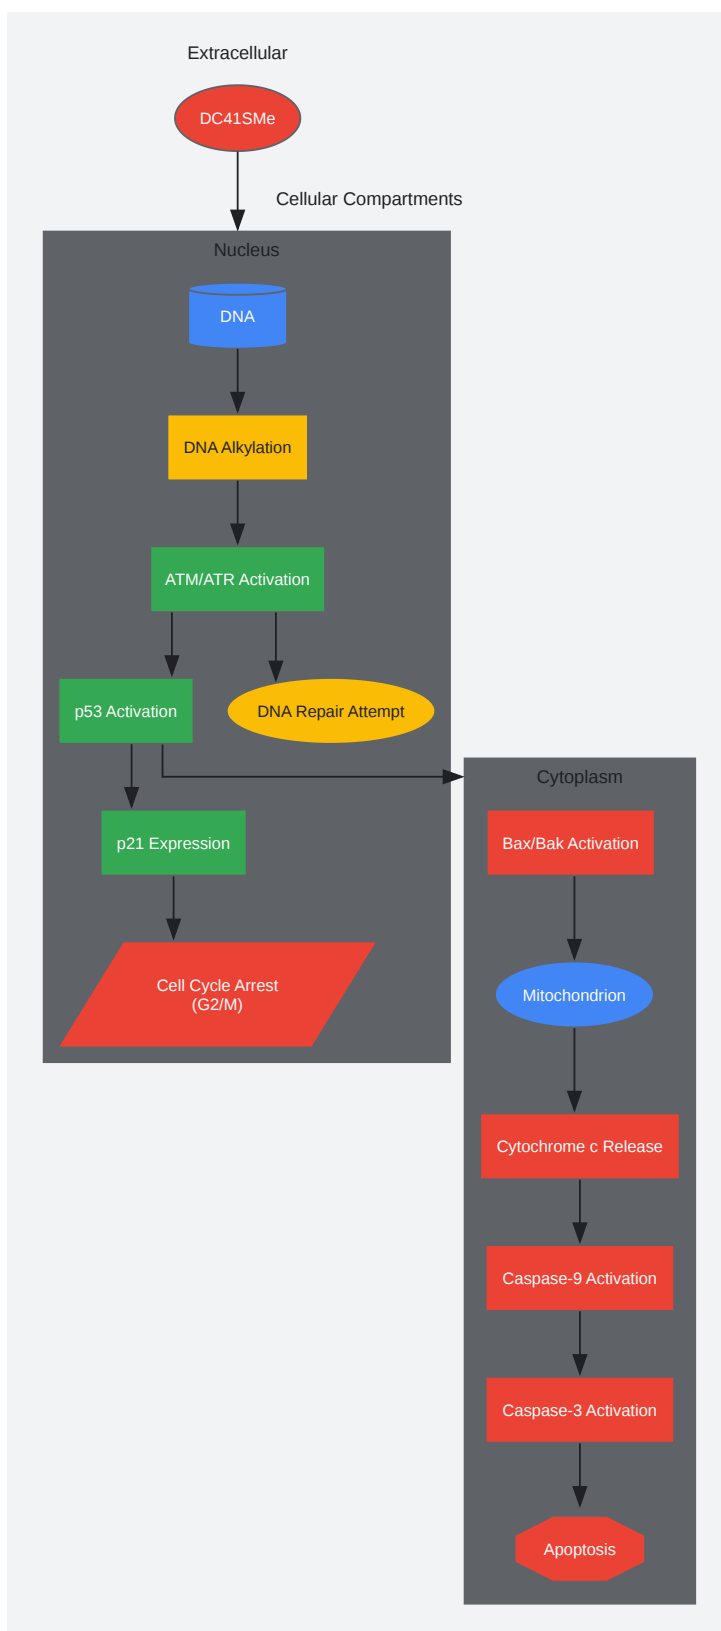 Extracellular
DC41SMe
Cellular Compartments
Nucleus
DNA
DNA Alkylation
ATM/ATR Activation
p53 Activation
DNA Repair Attempt
p21 Expression
Cell Cycle Arrest
(G2/M)
Cytoplasm
Bax/Bak Activation
Mitochondrion
Cytochrome c Release
Caspase-9 Activation
Caspase-3 Activation
Apoptosis